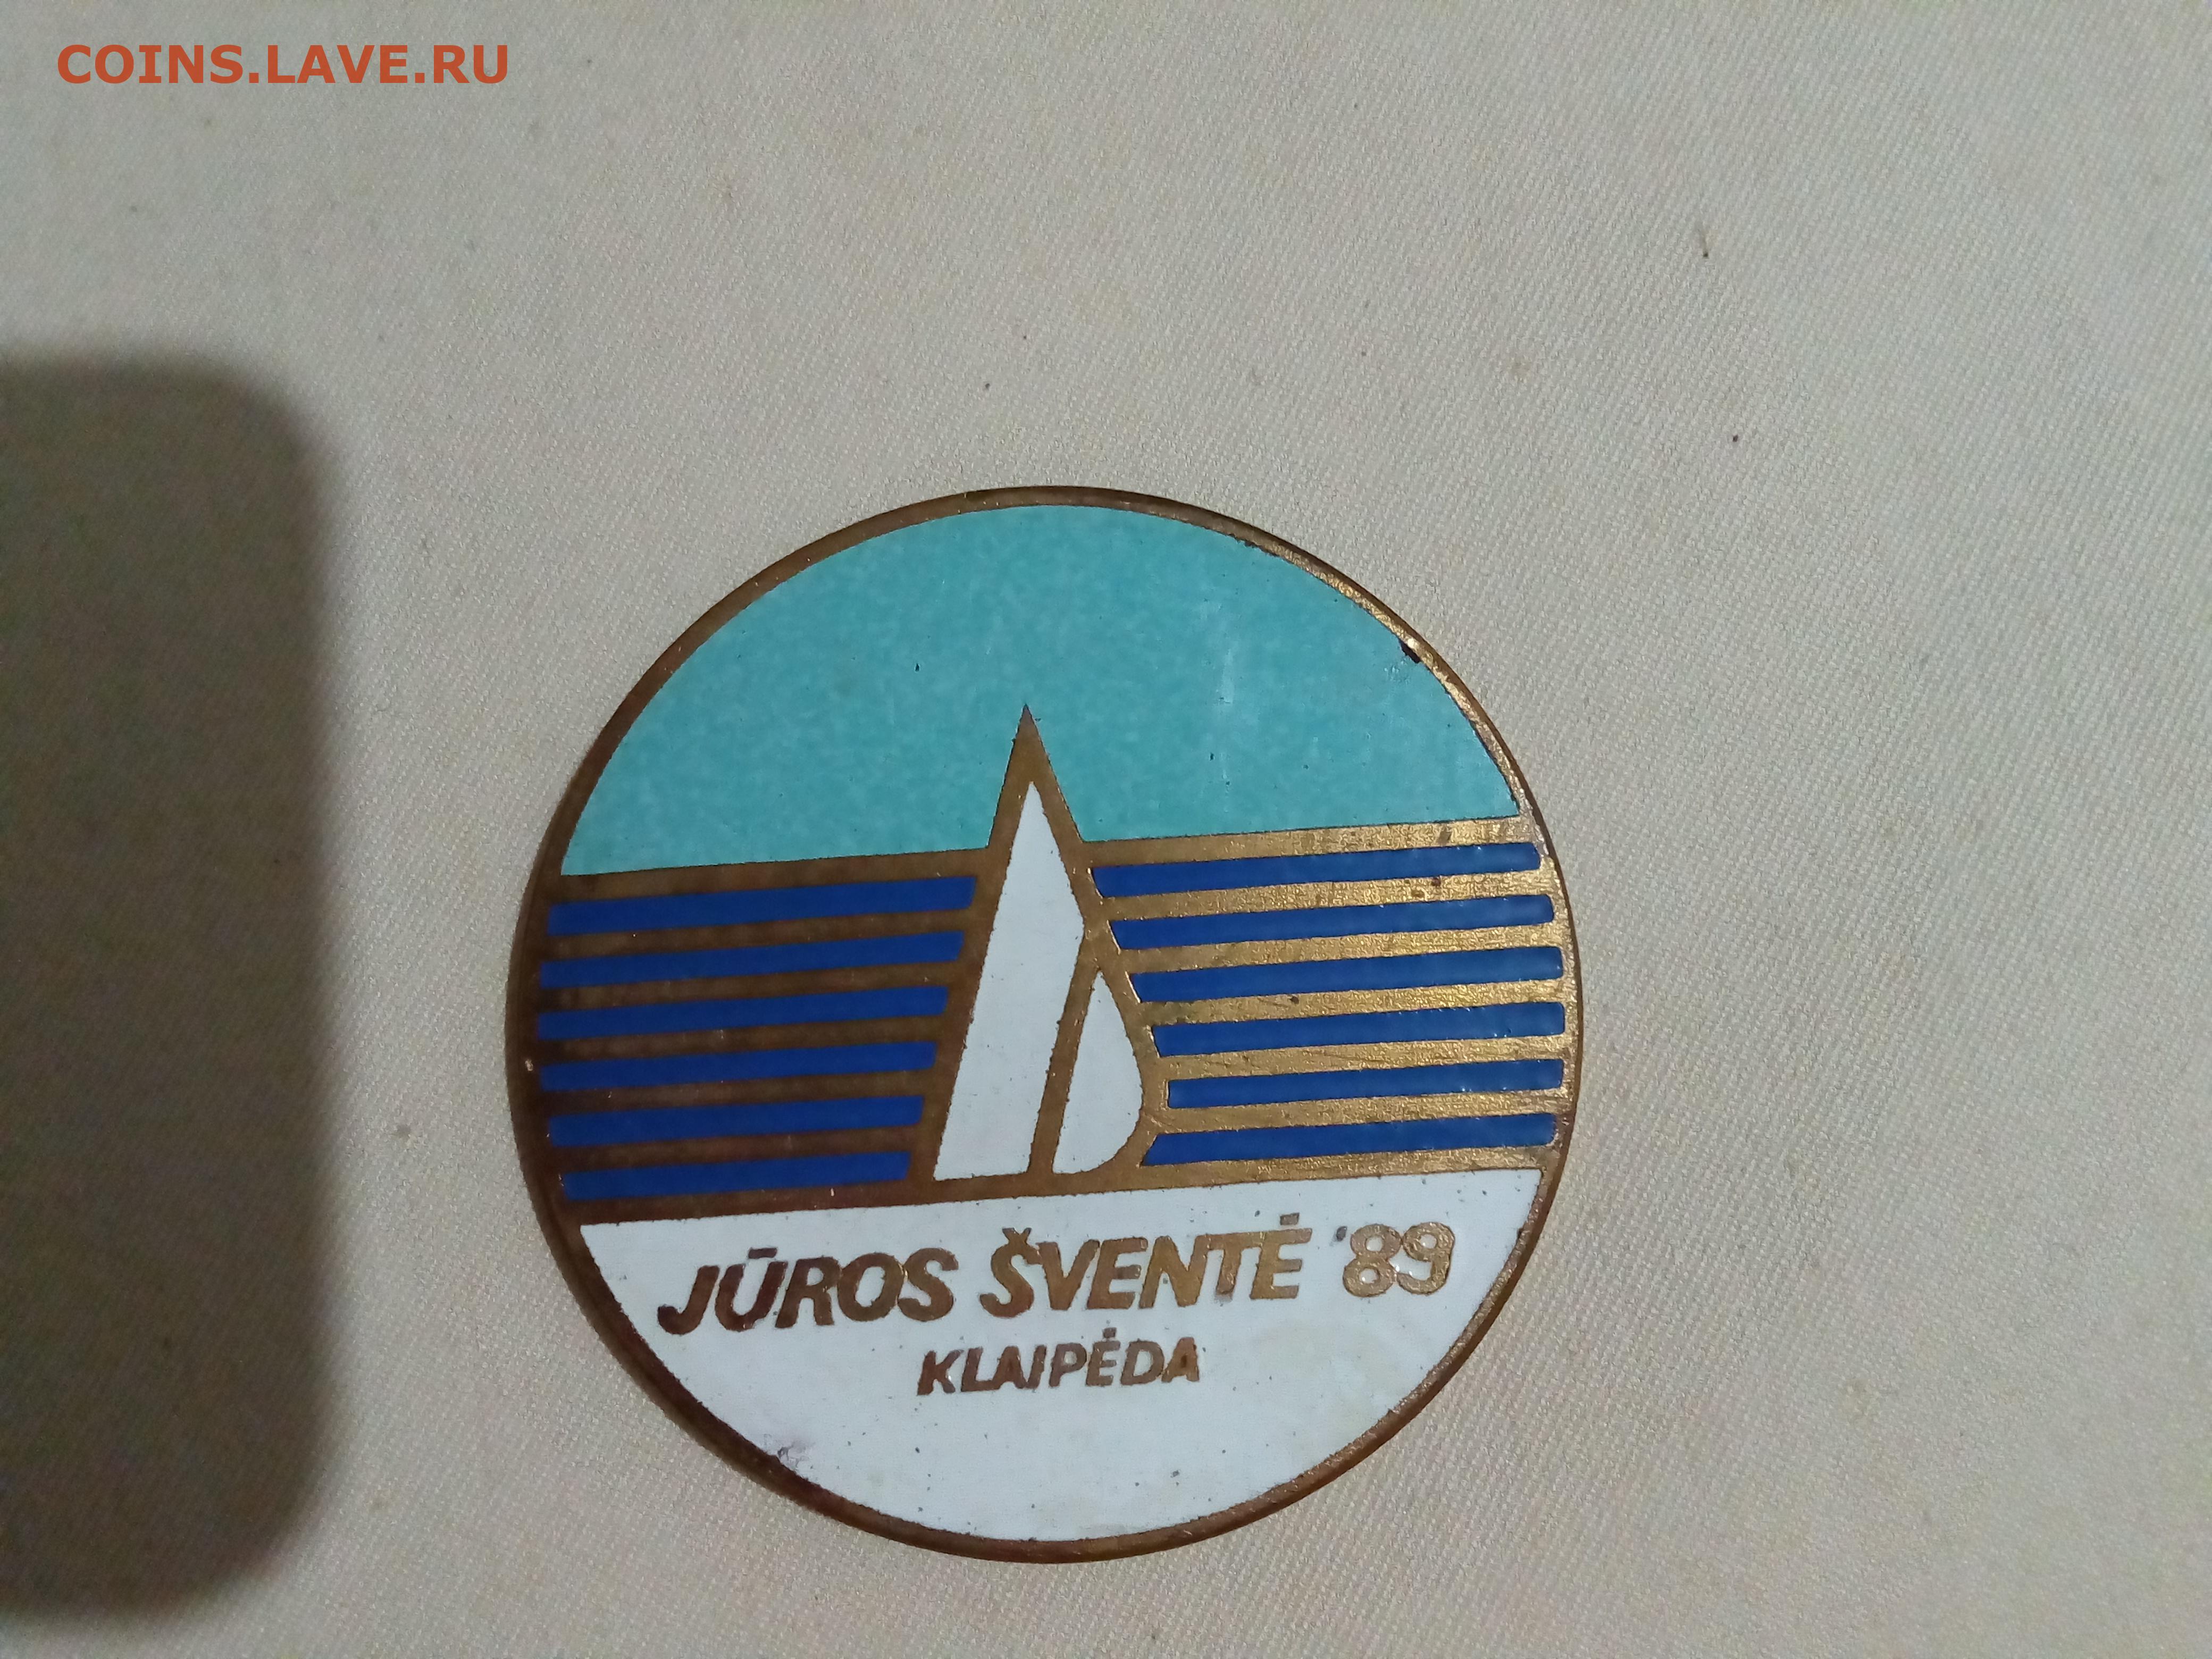 COINS.LAVE.RU
JŪROS ŠVENTĖ '89
KLAIPĖDA